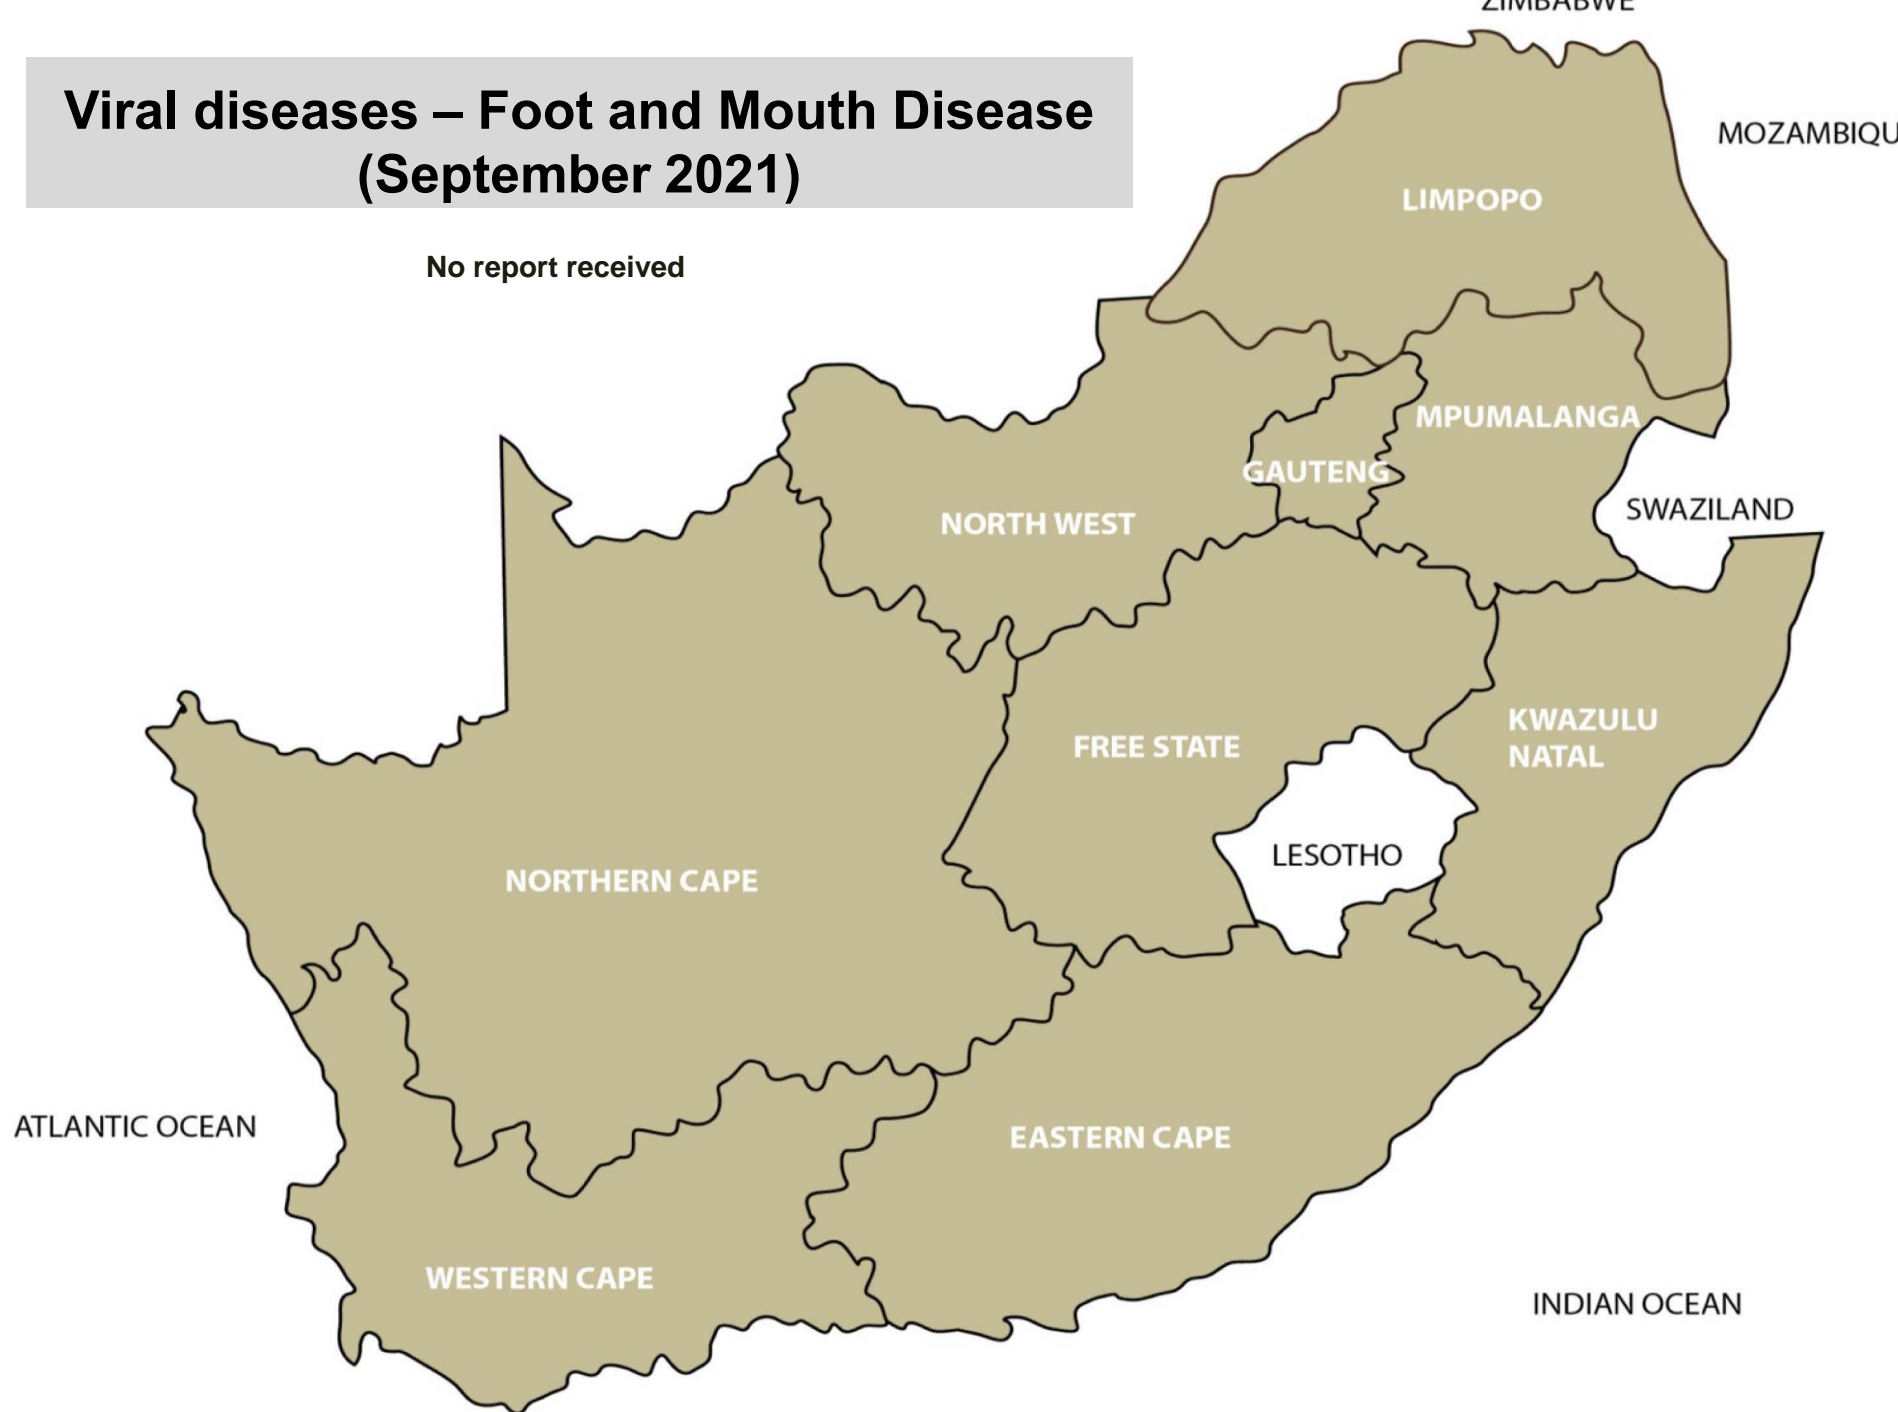 ZIMBABWE
Viral diseases – Foot and Mouth Disease
(September 2021)
MOZAMBIQU
LIMPOPO
No report received
MPUMALANGA
GAUTENG
SWAZILAND
NORTH WEST
KWAZULU
NATAL
FREE STATE
LESOTHO
NORTHERN CAPE
ATLANTIC OCEAN
EASTERN CAPE
WESTERN CAPE
INDIAN OCEAN